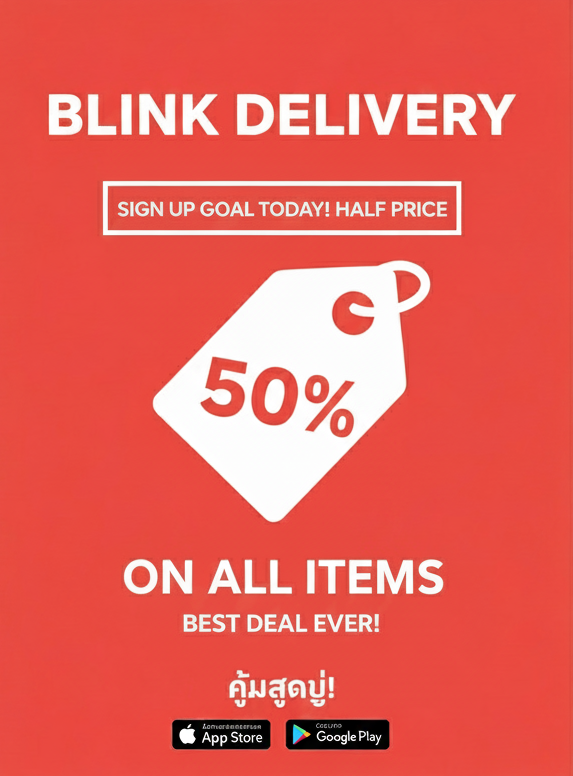 BLINK DELIVERY
SIGN UP GOAL TODAY! HALF PRICE
50%
ON ALL ITEMS
BEST DEAL EVER!
คู้มสูดปู่!
App Store
Google Play